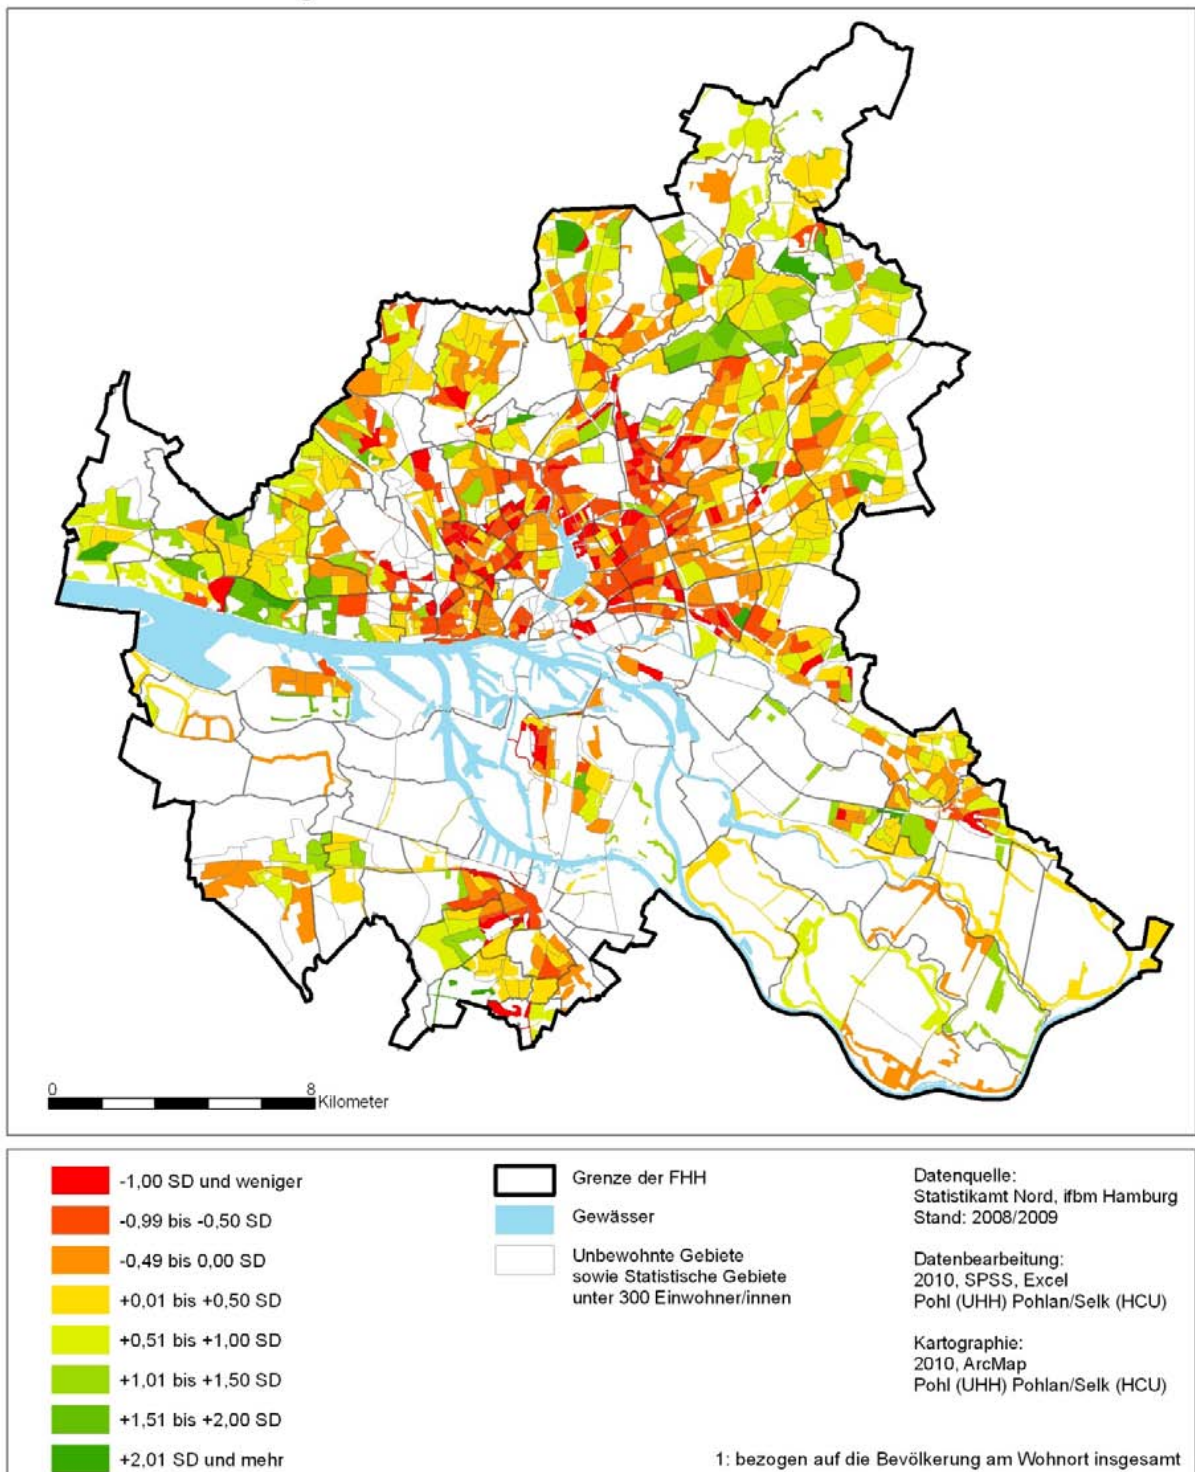 0
8
Kilometer
-1,00 SD und weniger
-0,99 bis -0,50 SD
-0,49 bis 0,00 SD
+0,01 bis +0,50 SD
+0,51 bis +1,00 SD
+1,01 bis +1,50 SD
+1,51 bis +2,00 SD
+2,01 SD und mehr
Grenze der FHH
Gewässer
Unbewohnte Gebiete
sowie Statistische Gebiete
unter 300 Einwohner/innen
Datenquelle:
Statistikamt Nord, ifbm Hamburg
Stand: 2008/2009
Datenbearbeitung:
2010, SPSS, Excel
Pohl (UHH) Pohlan/Selk (HCU)
Kartographie:
2010, ArcMap
Pohl (UHH) Pohlan/Selk (HCU)
1: bezogen auf die Bevölkerung am Wohnort insgesamt